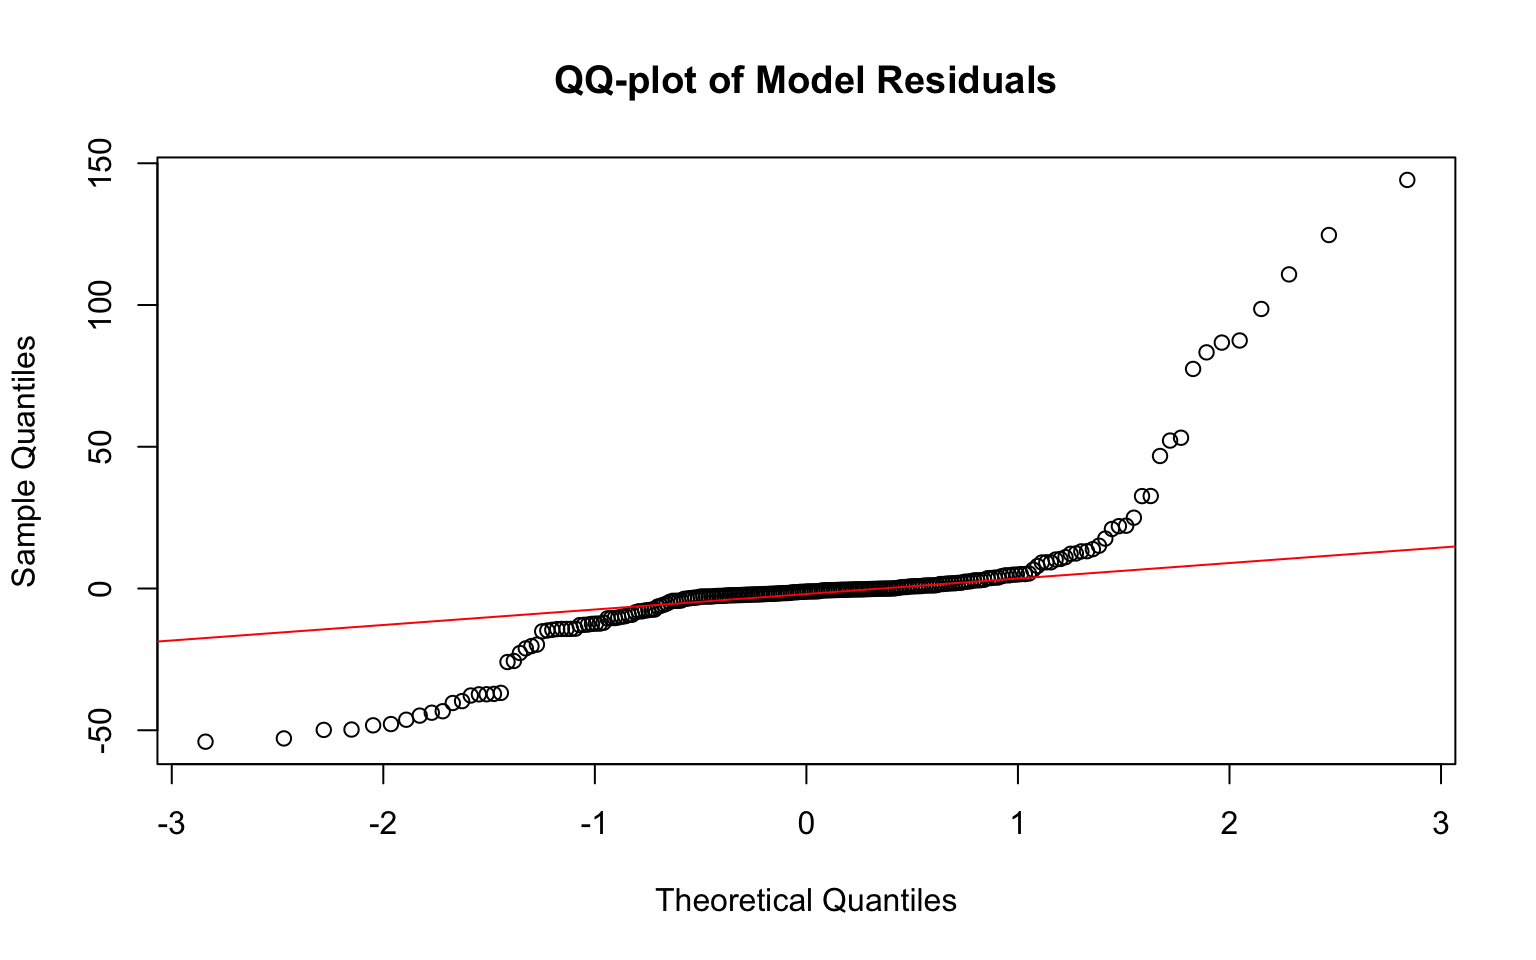 QQ-plot of Model Residuals
Sample Quantiles
150
100
50
0
-50
-3 -2 -1 0 1 2 3
Theoretical Quantiles